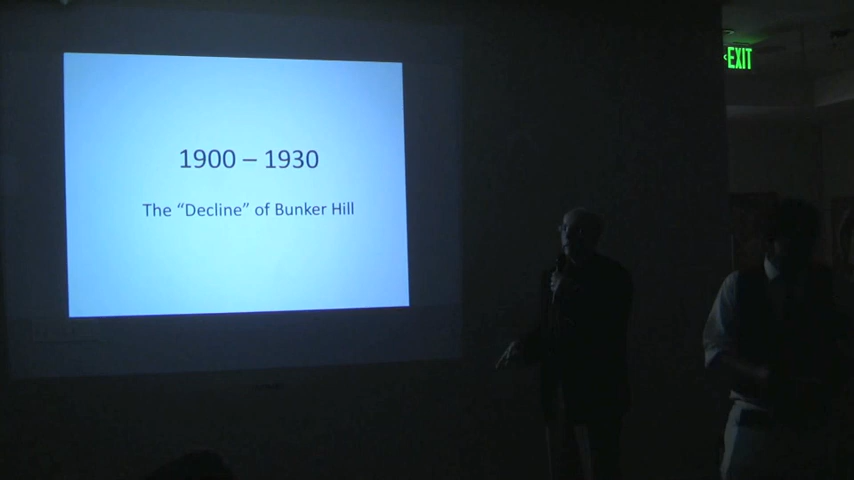 1900 – 1930
The “Decline” of Bunker Hill
EXIT